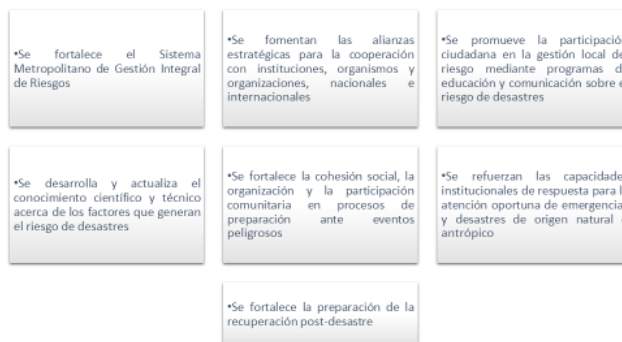 •Se fortalece el Sistema
Metropolitano de Gestión Integral
de Riesgos
•Se fomentan las alianzas
estratégicas para la cooperación
con instituciones, organismos y
organizaciones, nacionales e
internacionales
•Se promueve la participació
ciudadana en la gestión local de
riesgo mediante programas d
educación y comunicación sobre e
riesgo de desastres
•Se desarrolla y actualiza el
conocimiento científico y técnico
acerca de los factores que generan
el riesgo de desastres
•Se fortalece la cohesión social, la
organización y la participación
comunitaria en procesos de
preparación ante eventos
peligrosos
•Se refuerzan las capacidade
institucionales de respuesta para l
atención oportuna de emergencia
y desastres de origen natural
antrópico
•Se fortalece la preparación de la
recuperación post-desastre